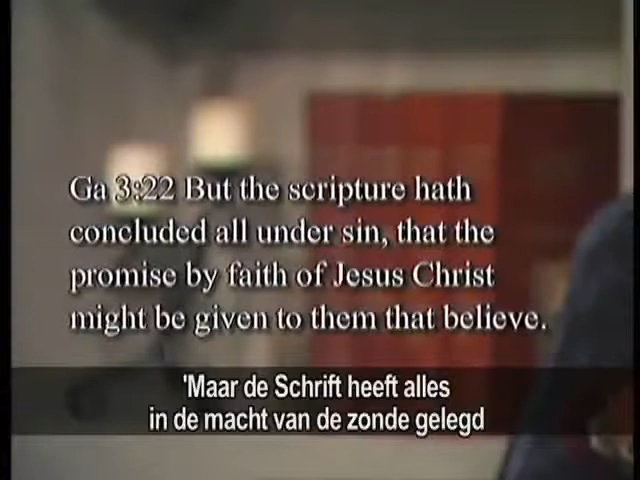 Ga 3:22 But the scripture hath
concluded all under sin, that the
promise by faith of Jesus Christ
might be given to them that believe.
'Maar de Schrift heeft alles
in de macht van de zonde gelegd